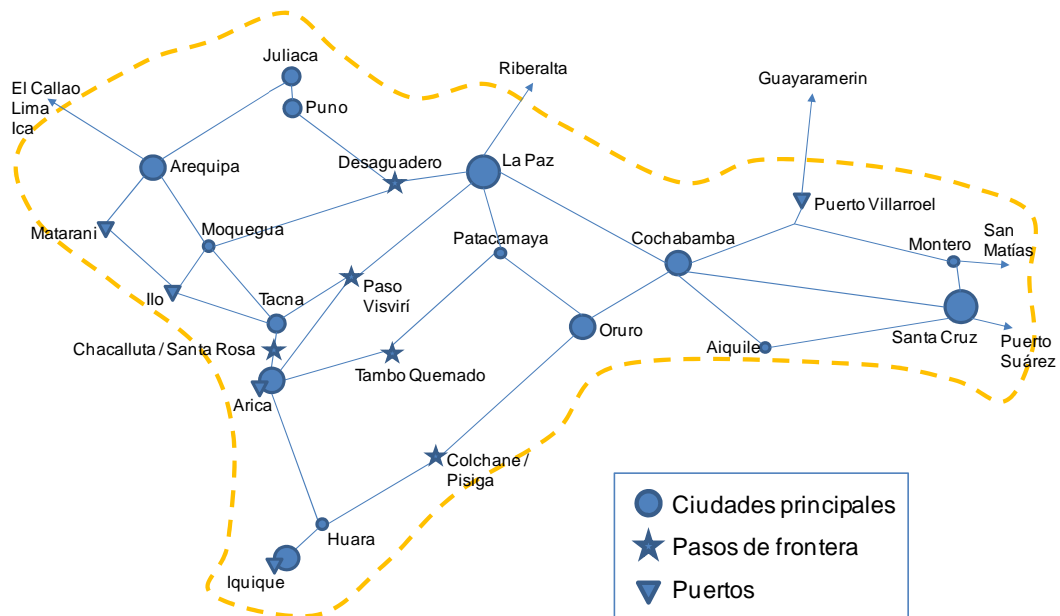 Juliaca
Riberalta
Guayaramerin
El Callao
Lima
Ica
Puno
Arequipa
Desaguadero
La Paz
Puerto Villarroel
Matarani
Moquegua
Patacamaya
Cochabamba
Montero
San
Matías
Ilo
Tacna
Paso
Visvirí
Chacalluta / Santa Rosa
Tambo Quemado
Oruro
Aiquile
Santa Cruz
Puerto
Suárez
Arica
Colchane /
Pisiga
Huara
Iquique
Ciudades principales
Pasos de frontera
Puertos